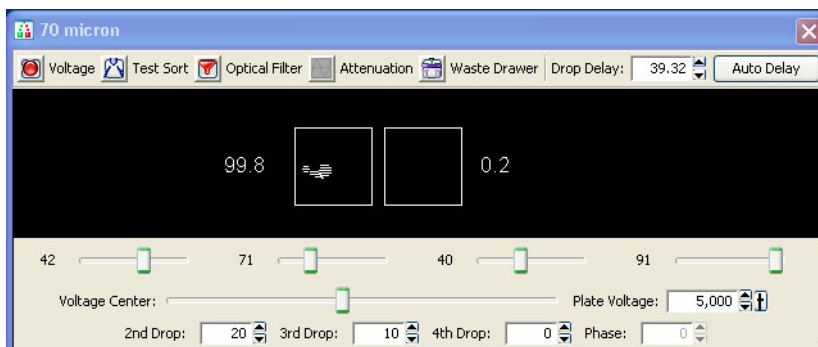 70 micron
Voltage Test Sort Optical Filter Attenuation Waste Drawer Drop Delay: 39.32 Auto Delay
99.8 0.2
42 71 40 91
Voltage Center: Plate Voltage: 5,000
2nd Drop: 20 3rd Drop: 10 4th Drop: 0 Phase: 0